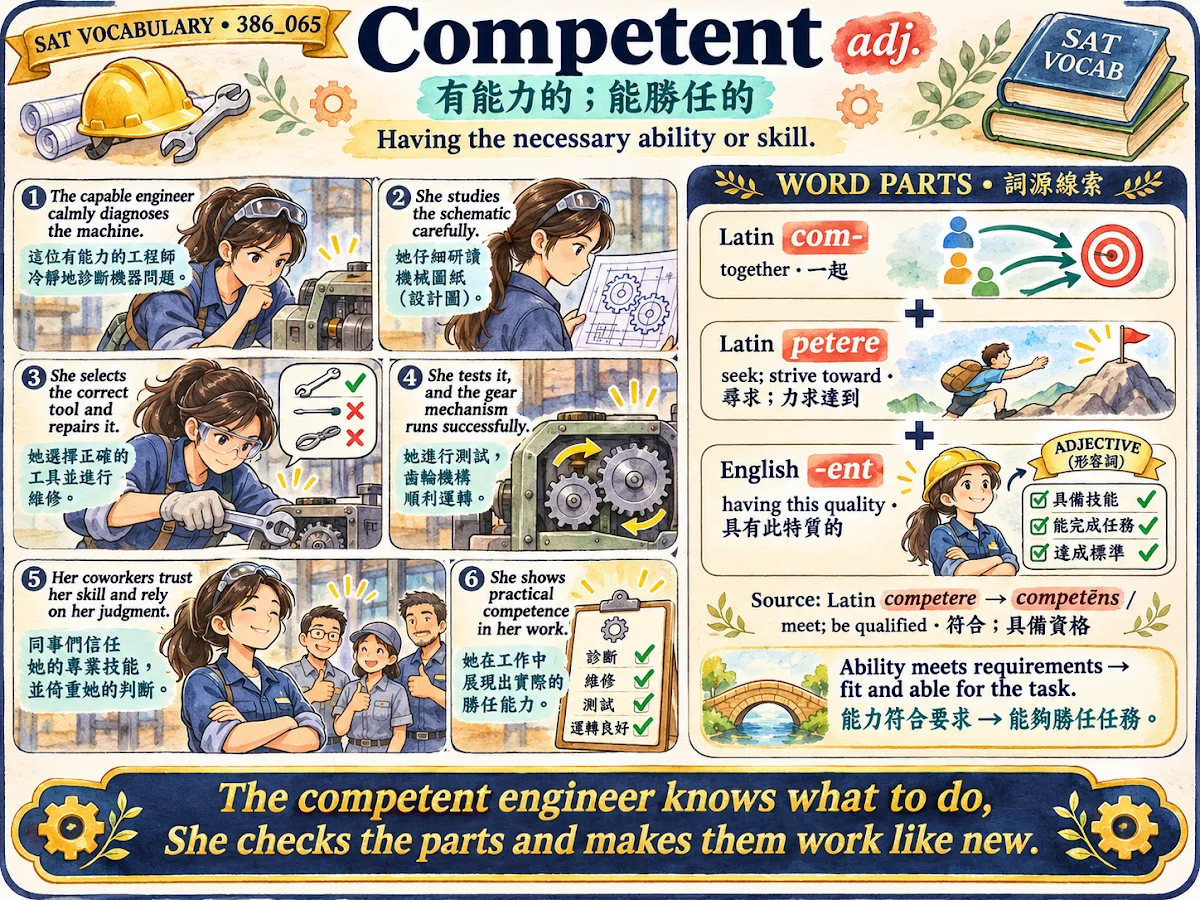 SAT VOCABULARY • 386_065
Competent adj.
有能力的；能勝任的
Having the necessary ability or skill.
SAT
VOCAB
1 The capable engineer
calmly diagnoses
the machine.
這位有能力的工程師
冷靜地診斷機器問題。
2 She studies
the schematic
carefully.
她仔細研讀
機械圖紙
（設計圖）。
3 She selects
the correct
tool and
repairs it.
她選擇正確的
工具並進行
維修。
4 She tests it,
and the gear
mechanism
runs successfully.
她進行測試，
齒輪機構
順利運轉。
5 Her coworkers trust
her skill and rely
on her judgment.
同事們信任
她的專業技能，
並倚重她的判斷。
6 She shows
practical
competence
in her work.
她在工作中
展現出實際的
勝任能力。
診斷
維修
測試
運轉良好
WORD PARTS • 詞源線索
Latin com-
together · 一起
+
Latin petere
seek; strive toward ·
尋求；力求達到
+
English -ent
having this quality ·
具有此特質的
ADJECTIVE
（形容詞）
具備技能
能完成任務
達成標準
Source: Latin competere → competēns /
meet; be qualified · 符合；具備資格
Ability meets requirements →
fit and able for the task.
能力符合要求 → 能夠勝任任務。
The competent engineer knows what to do,
She checks the parts and makes them work like new.